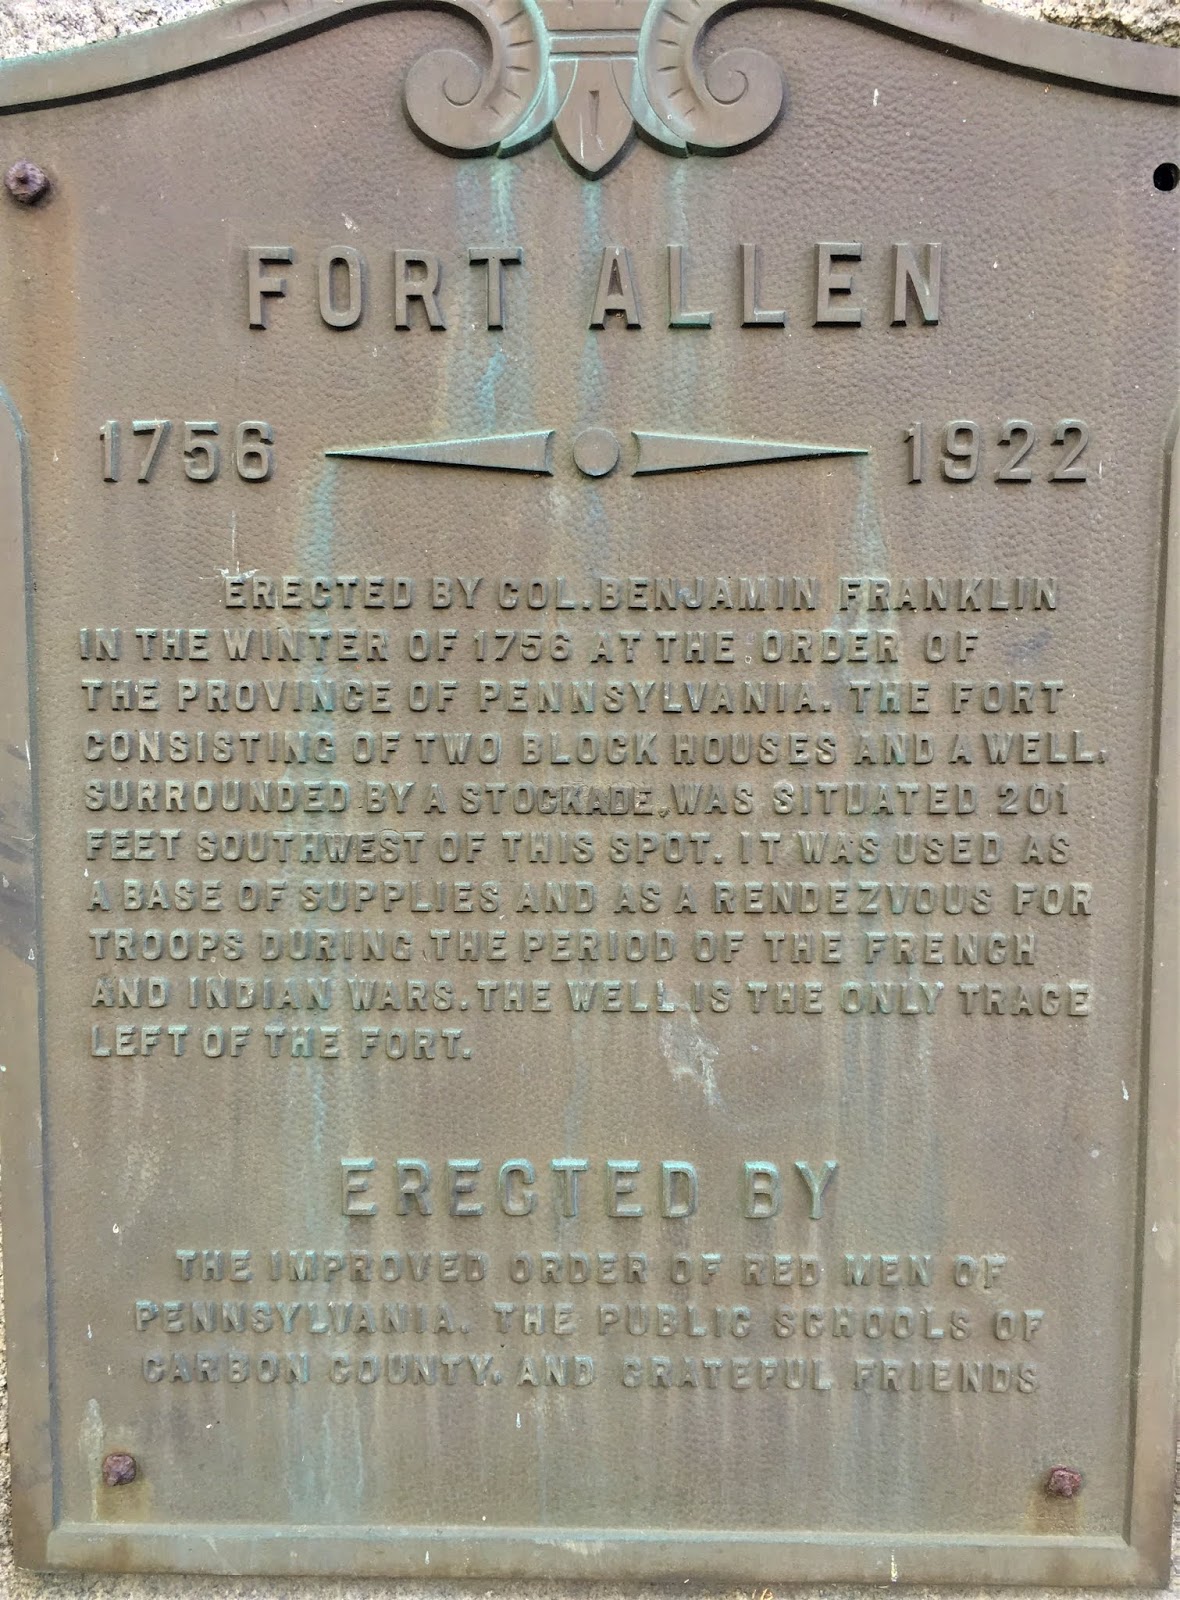 FORT ALLEN
1756 1922
ERECTED BY COL. BENJAMIN FRANKLIN
IN THE WINTER OF 1756 AT THE ORDER OF
THE PROVINCE OF PENNSYLVANIA. THE FORT
CONSISTING OF TWO BLOCK HOUSES AND A WELL,
SURROUNDED BY A STOCKADE, WAS SITUATED 201
FEET SOUTHWEST OF THIS SPOT. IT WAS USED AS
A BASE OF SUPPLIES AND AS A RENDEZVOUS FOR
TROOPS DURING THE PERIOD OF THE FRENCH
AND INDIAN WARS. THE WELL IS THE ONLY TRACE
LEFT OF THE FORT.
ERECTED BY
THE IMPROVED ORDER OF RED MEN OF
PENNSYLVANIA, THE PUBLIC SCHOOLS OF
CARBON COUNTY, AND GRATEFUL FRIENDS